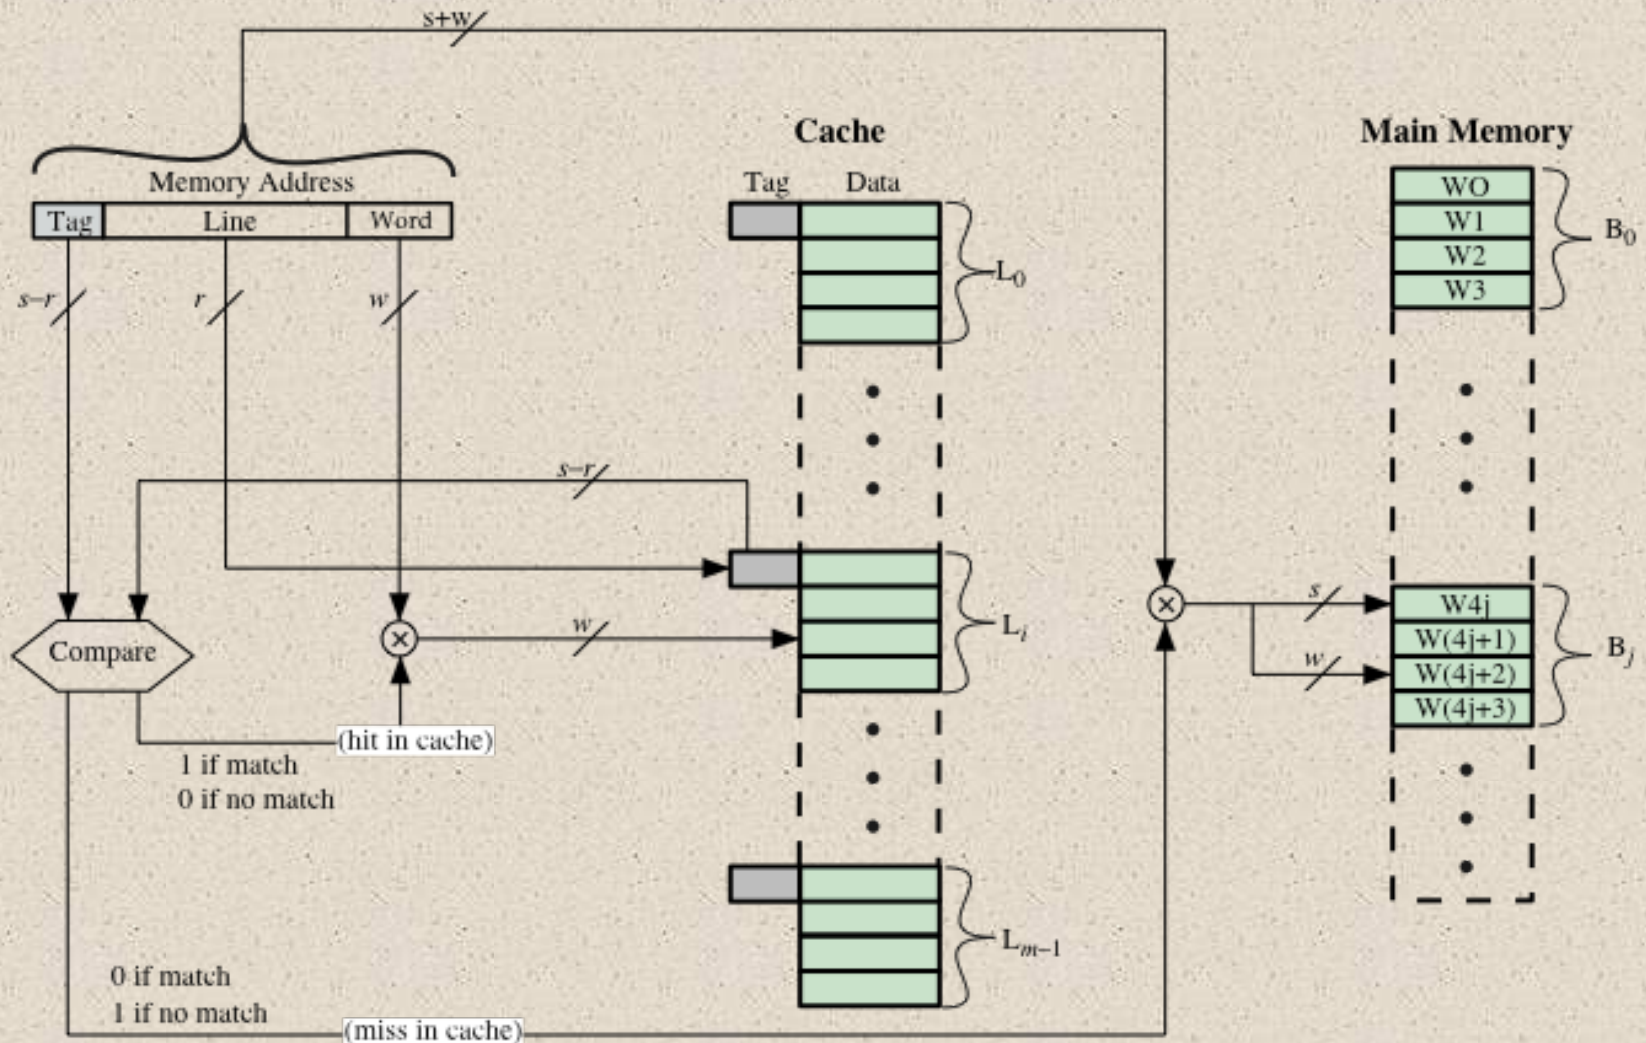 s+w
Cache
Main Memory
Memory Address
Tag Data
Tag Line Word
WO
W1
W2
W3
B0
L0
s–r
r
w
s–r
Compare
w
Li
s
w
W4j
W(4j+1)
W(4j+2)
W(4j+3)
Bj
(hit in cache)
1 if match
0 if no match
Lm–1
0 if match
1 if no match
(miss in cache)